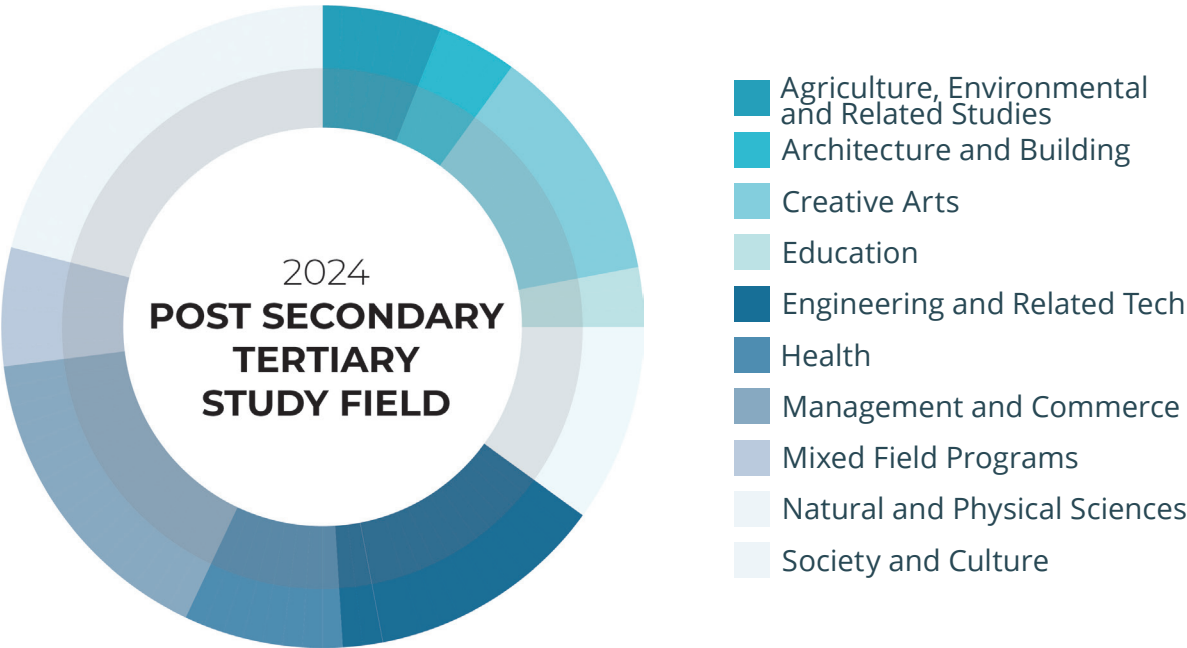 2024
POST SECONDARY
TERTIARY
STUDY FIELD
Agriculture, Environmental
and Related Studies
Architecture and Building
Creative Arts
Education
Engineering and Related Tech
Health
Management and Commerce
Mixed Field Programs
Natural and Physical Sciences
Society and Culture